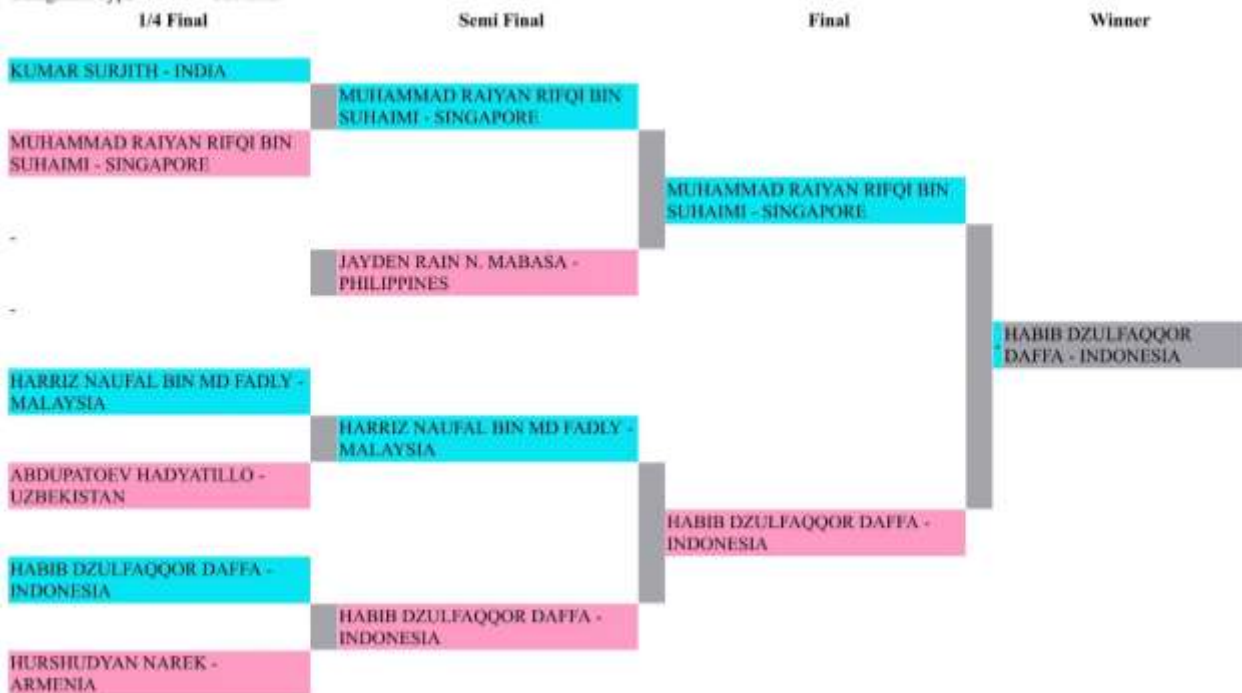 1/4 Final
Semi Final
Final
Winner
KUMAR SURJITH - INDIA
MUHAMMAD RAIYAN RIFQI BIN
SUHAIMI - SINGAPORE
MUHAMMAD RAIYAN RIFQI BIN
SUHAIMI - SINGAPORE
MUHAMMAD RAIYAN RIFQI BIN
SUHAIMI - SINGAPORE
-
JAYDEN RAIN N. MABASA -
PHILIPPINES
-
HABIB DZULFAQQOR
DAFFA - INDONESIA
HARRIZ NAUFAL BIN MD FADLY -
MALAYSIA
HARRIZ NAUFAL BIN MD FADLY -
MALAYSIA
ABDUPATOEV HADYATILLO -
UZBEKISTAN
HABIB DZULFAQQOR DAFFA -
INDONESIA
HABIB DZULFAQQOR DAFFA -
INDONESIA
HABIB DZULFAQQOR DAFFA -
INDONESIA
HURSHUDYAN NAREK -
ARMENIA